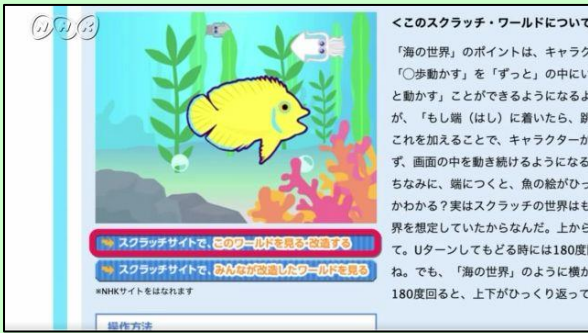 NHK
<このスクラッチ・ワールドについて
「海の世界」のポイントは、キャラク
「○歩動かす」を「ずっと」の中にい
と動かす」ことができるようになるよ
が、「もし端（はし）に着いたら、跳
これを加えることで、キャラクターか
ず、画面の中を動き続けるようになる
ちなみに、端につくと、魚の絵がひっ
かわかる？実はスクラッチの世界はも
界を想定していたからなんだ。上から
て。Uターンしてもどる時には180度
ね。でも、「海の世界」のように横か
180度回ると、上下がひっくり返って
スクラッチサイトで、このワールドを見る・改造する
スクラッチサイトで、みんなが改造したワールドを見る
※NHKサイトをはなれます
操作方法